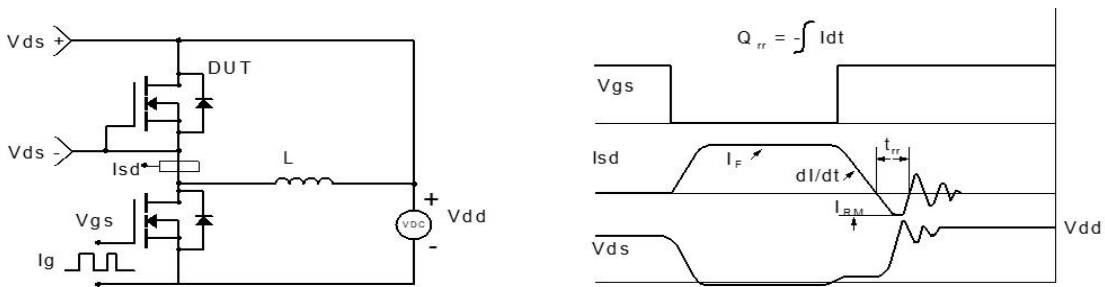 Vds +
DUT
Vds -
Isd
L
Vgs
Ig
+
VDC
-
Vdd
Q rr = -∫ Idt
Vgs
Isd
I F
dI/dt
t rr
I RM
Vds
Vdd